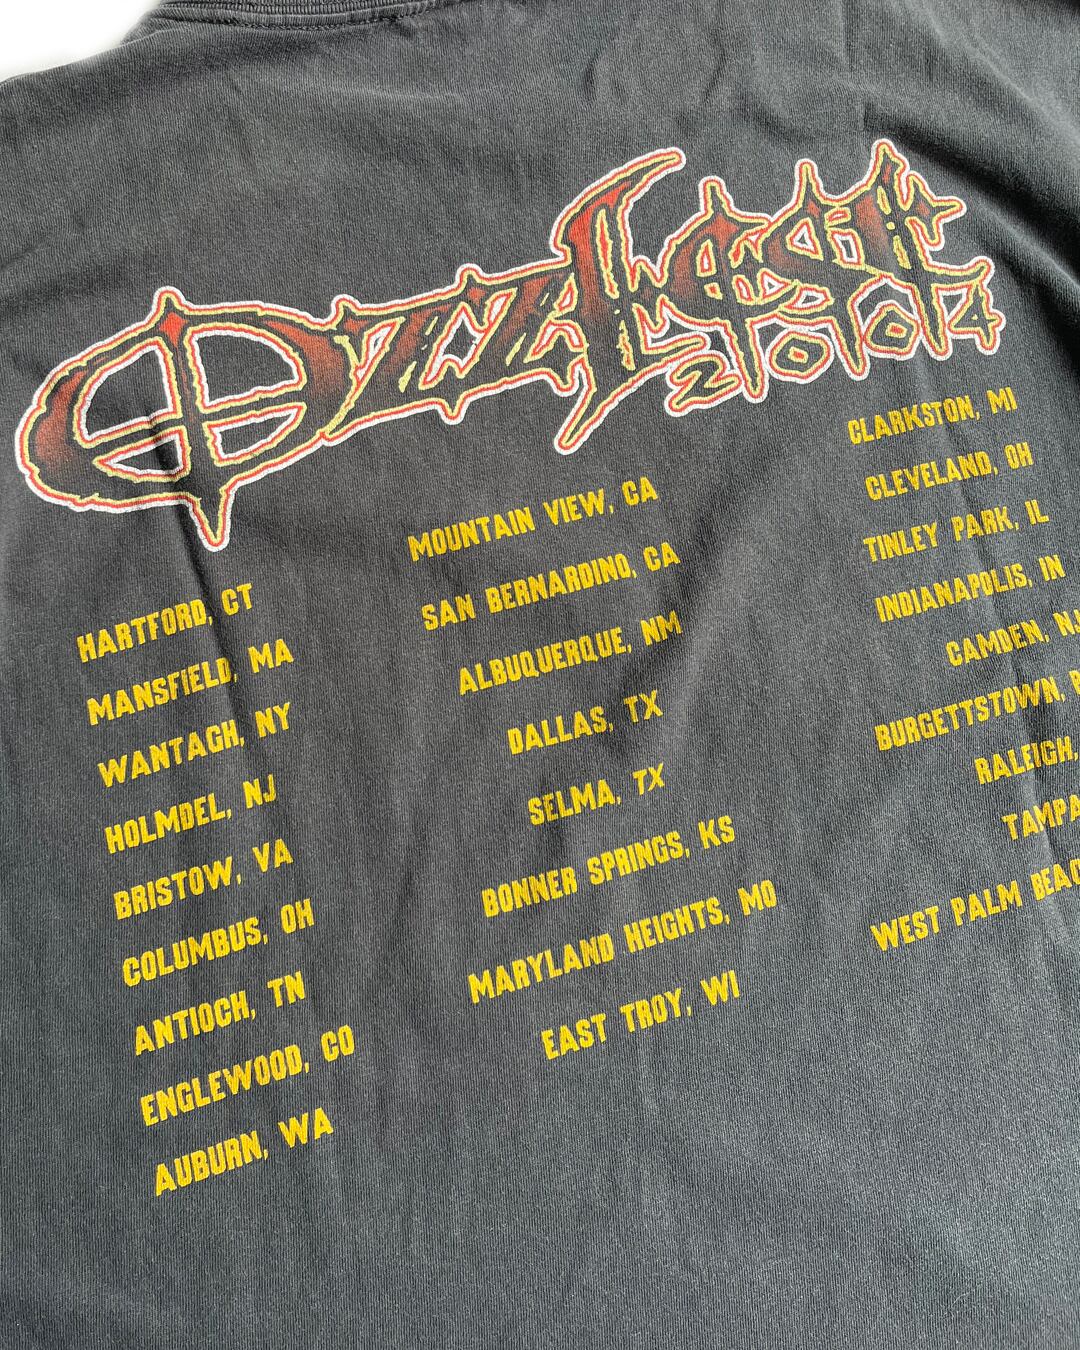 Ozzfest
2004
HARTFORD, CT
MANSFIELD, MA
WANTAGH, NY
HOLMDEL, NJ
BRISTOW, VA
COLUMBUS, OH
ANTIOCH, TN
ENGLEWOOD, CO
AUBURN, WA
MOUNTAIN VIEW, CA
SAN BERNARDINO, CA
ALBUQUERQUE, NM
DALLAS, TX
SELMA, TX
BONNER SPRINGS, KS
MARYLAND HEIGHTS, MO
EAST TROY, WI
CLARKSTON, MI
CLEVELAND, OH
TINLEY PARK, IL
INDIANAPOLIS, IN
CAMDEN, NJ
BURGETTSTOWN,
RALEIGH,
TAMPA
WEST PALM